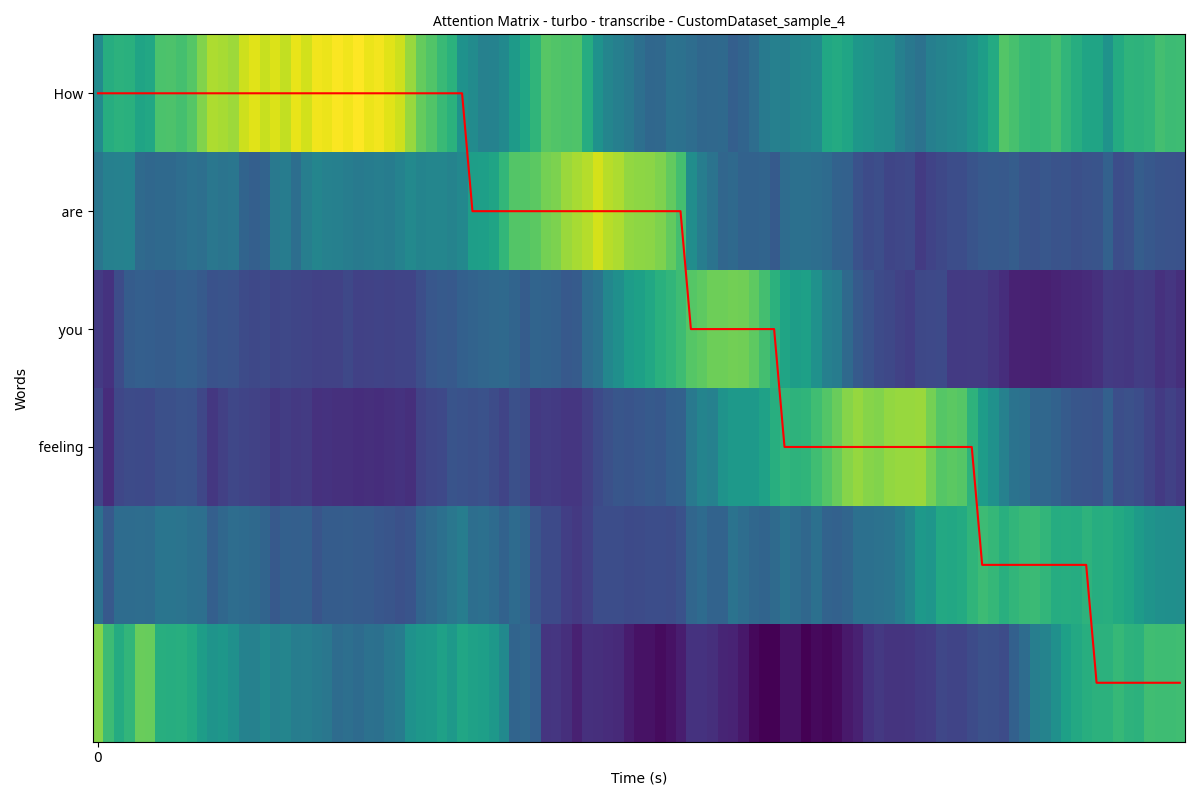 Attention Matrix - turbo - transcribe - CustomDataset_sample_4
How
are
you
feeling
Words
0
Time (s)